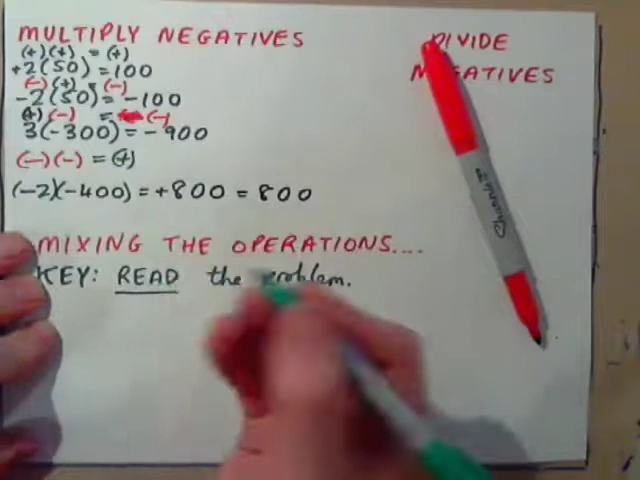 MULTIPLY NEGATIVES
(+)(+) = (+)
+2(50) = 100
(-)(+) = (-)
-2(50) = -100
(+)(-) = (-)
3(-300) = -900
(-)(-) = (+)
(-2)(-400) = +800 = 800
DIVIDE
NEGATIVES
Sharpie
MIXING THE OPERATIONS....
KEY: READ the problem.